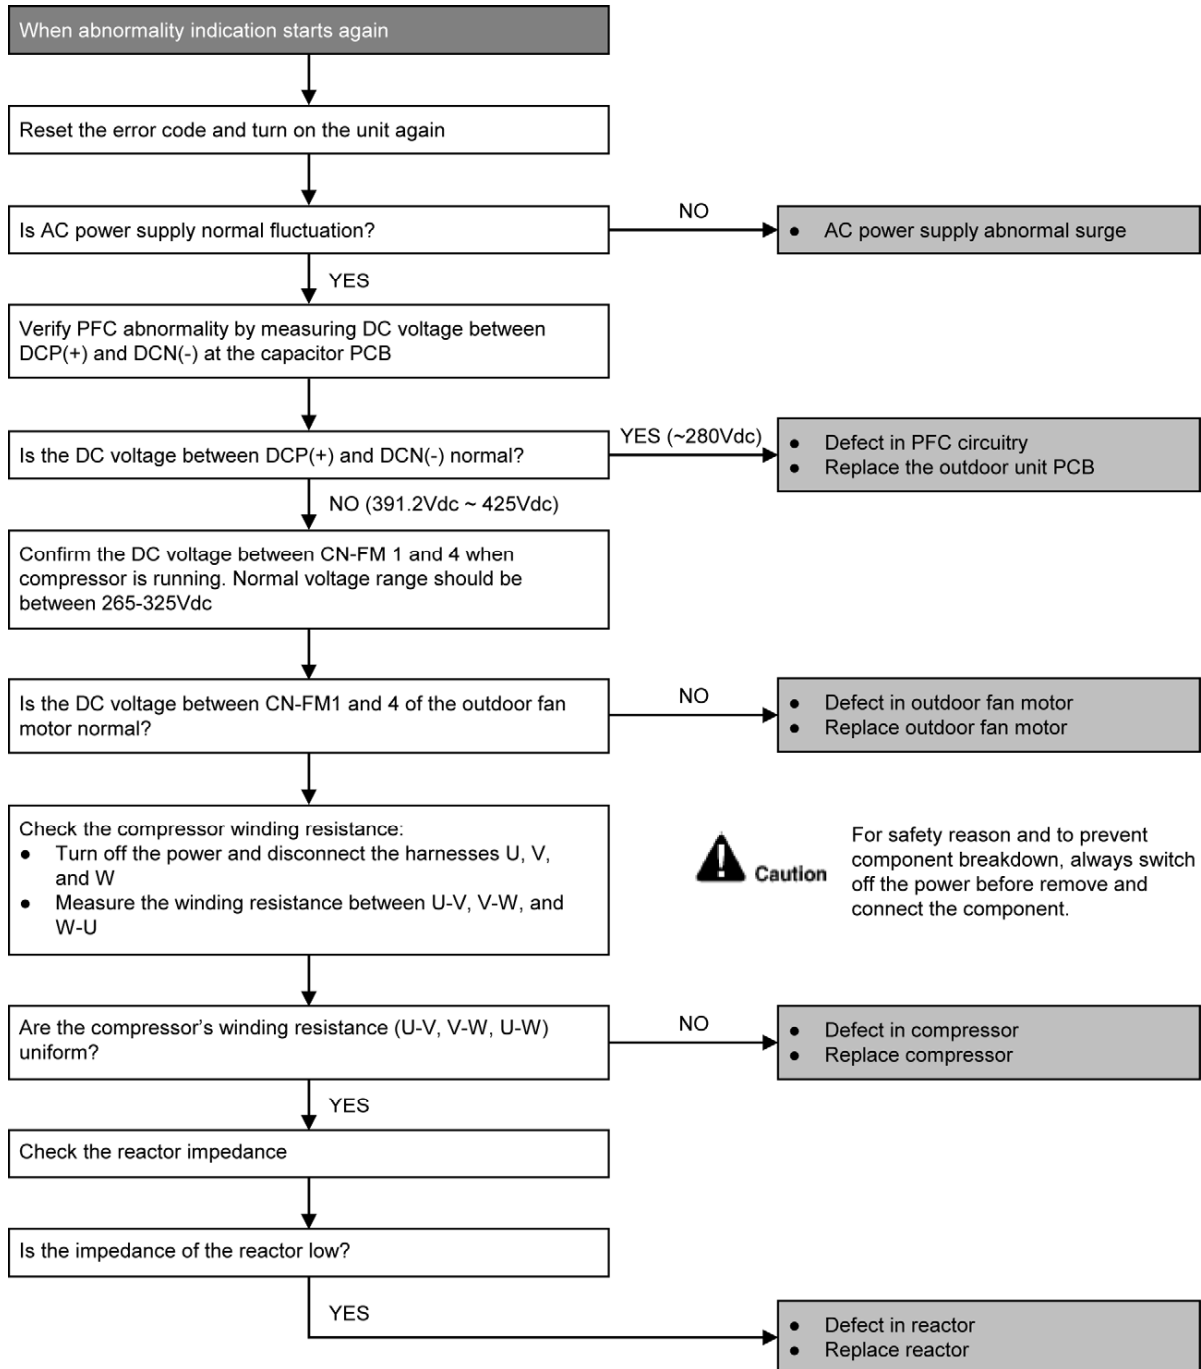 When abnormality indication starts again
Reset the error code and turn on the unit again
Is AC power supply normal fluctuation?
NO
● AC power supply abnormal surge
YES
Verify PFC abnormality by measuring DC voltage between
DCP(+) and DCN(-) at the capacitor PCB
Is the DC voltage between DCP(+) and DCN(-) normal?
YES (~280Vdc)
● Defect in PFC circuitry
● Replace the outdoor unit PCB
NO (391.2Vdc ~ 425Vdc)
Confirm the DC voltage between CN-FM 1 and 4 when
compressor is running. Normal voltage range should be
between 265-325Vdc
Is the DC voltage between CN-FM1 and 4 of the outdoor fan
motor normal?
NO
● Defect in outdoor fan motor
● Replace outdoor fan motor
Check the compressor winding resistance:
● Turn off the power and disconnect the harnesses U, V,
and W
● Measure the winding resistance between U-V, V-W, and
W-U
Caution
For safety reason and to prevent
component breakdown, always switch
off the power before remove and
connect the component.
Are the compressor’s winding resistance (U-V, V-W, U-W)
uniform?
NO
● Defect in compressor
● Replace compressor
YES
Check the reactor impedance
Is the impedance of the reactor low?
YES
● Defect in reactor
● Replace reactor